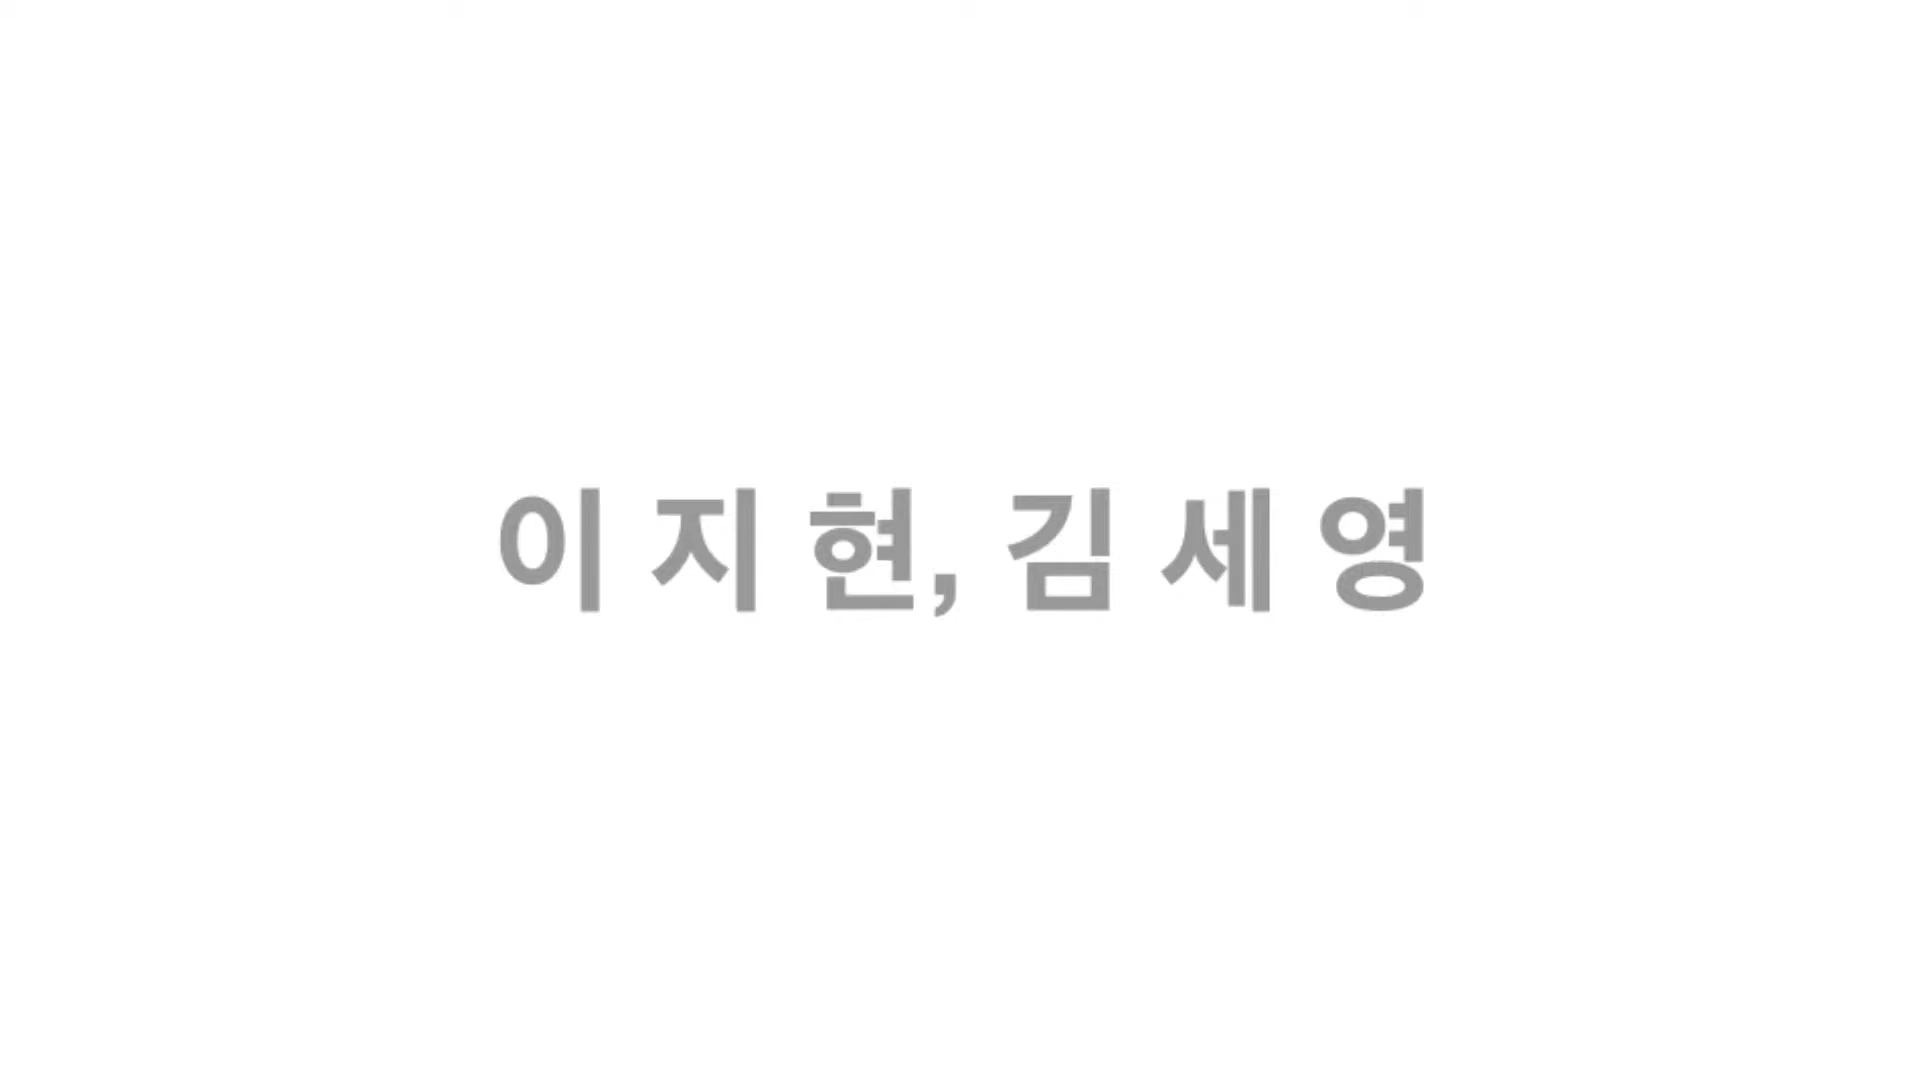 이 지 현, 김 세 영